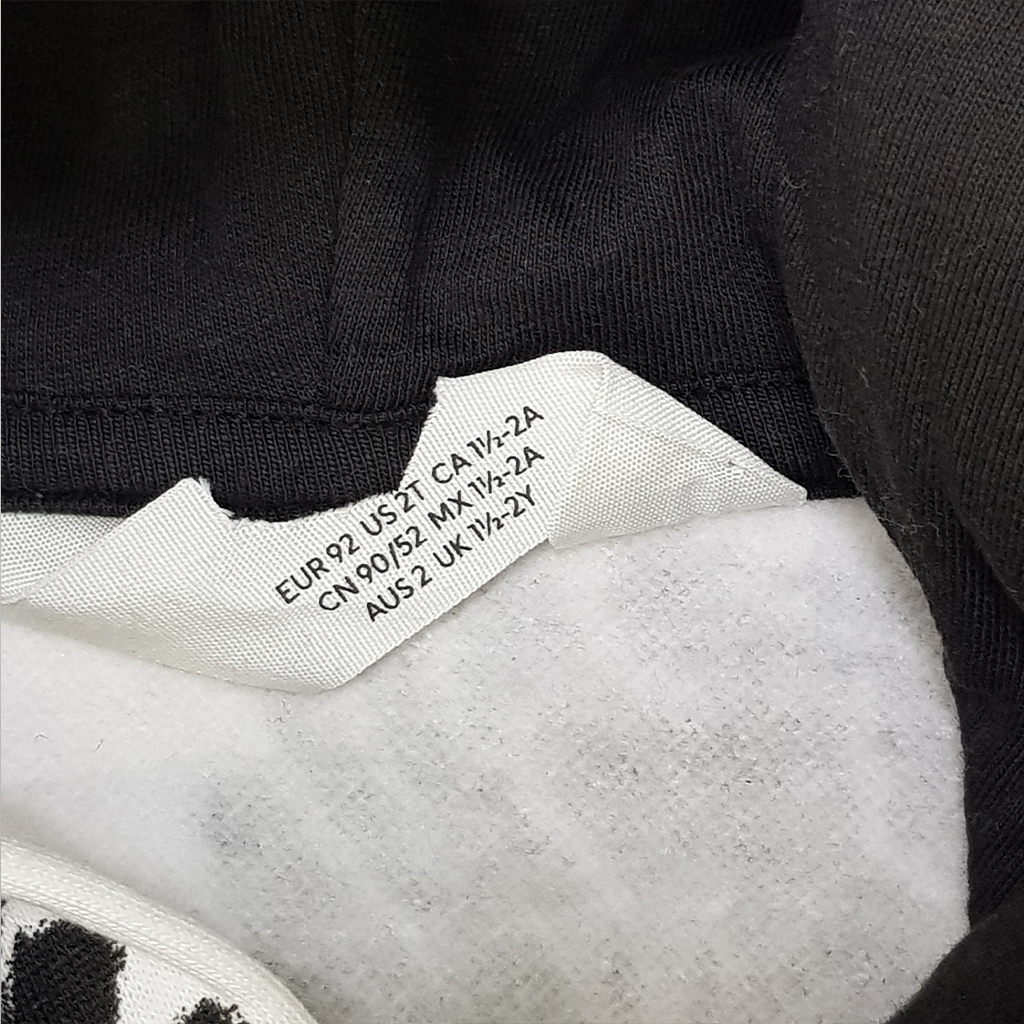 EUR 92 US 2T CA 1½-2A
CN 90/52 MX 1½-2A
AUS 2 UK 1½-2Y